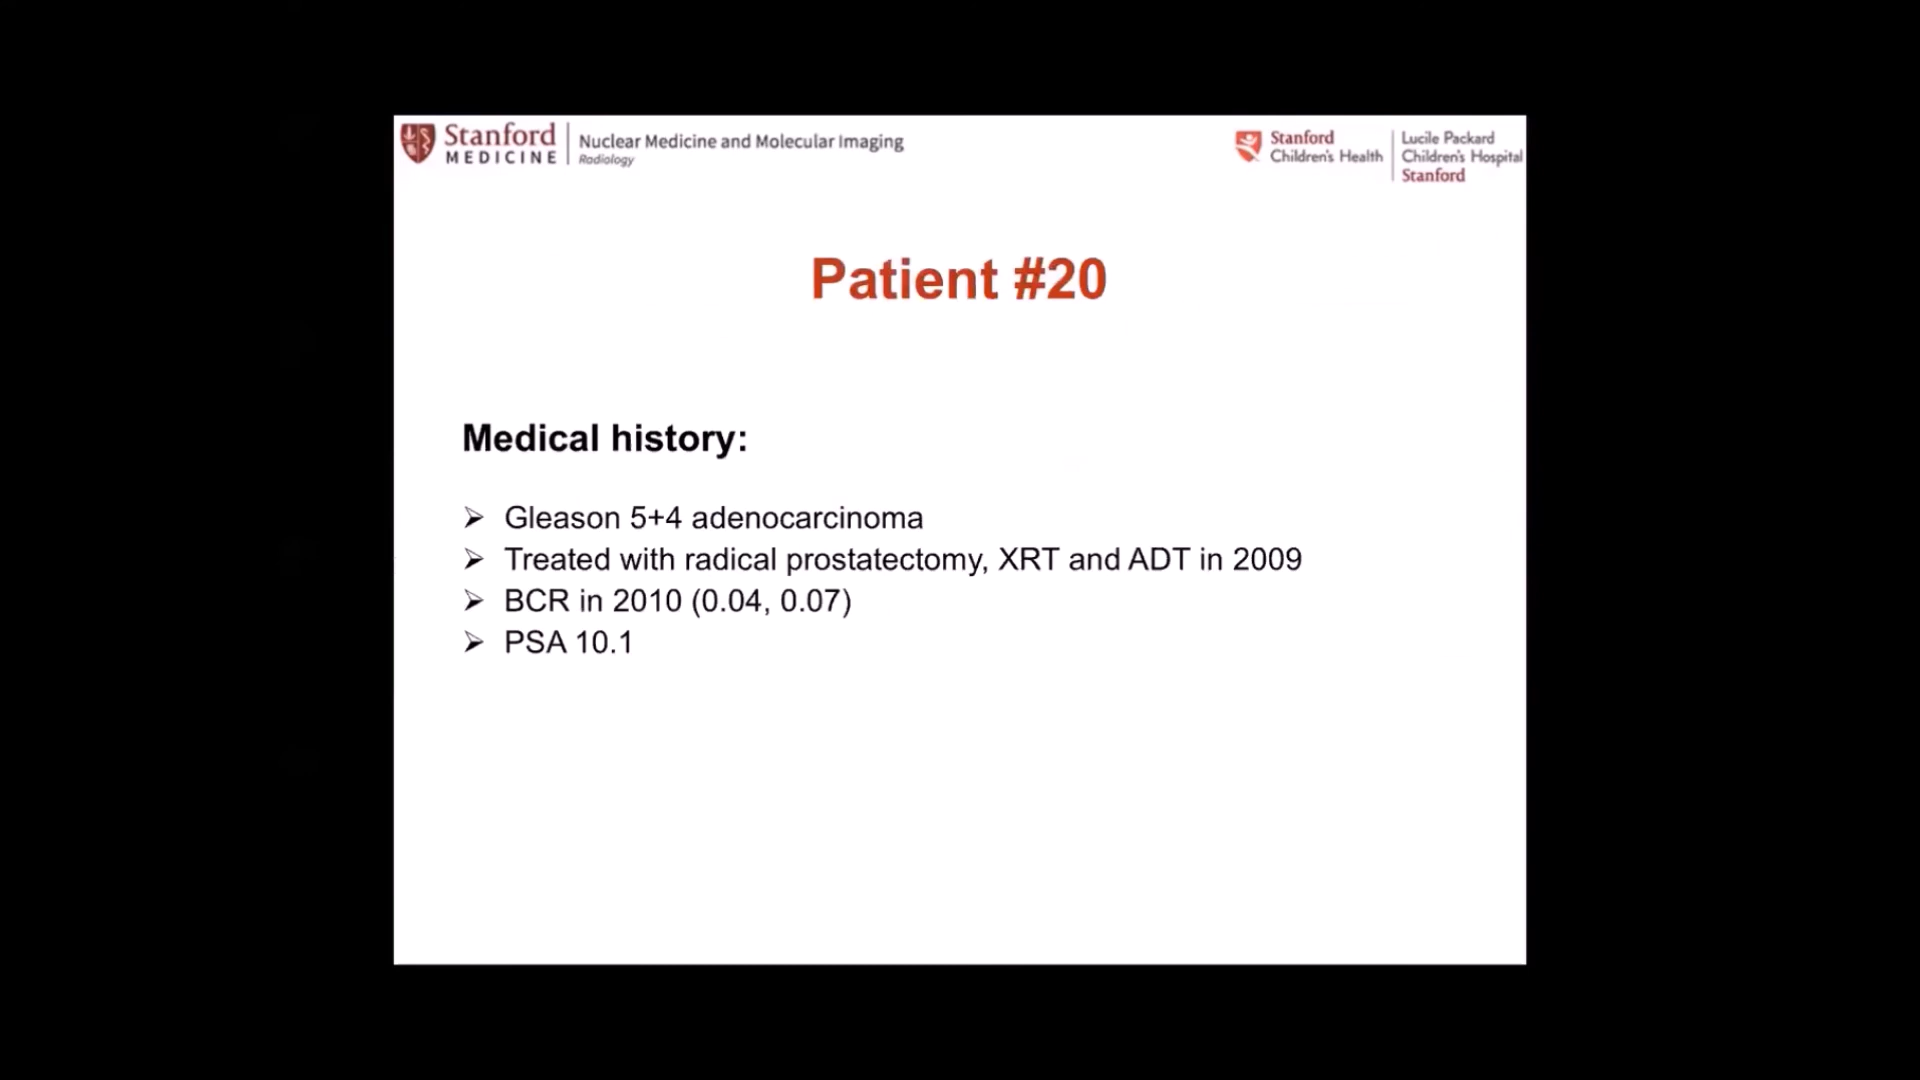 Stanford MEDICINE
Nuclear Medicine and Molecular Imaging
Radiology
Stanford Children's Health
Lucile Packard Children's Hospital Stanford
Patient #20
Medical history:
➢ Gleason 5+4 adenocarcinoma
➢ Treated with radical prostatectomy, XRT and ADT in 2009
➢ BCR in 2010 (0.04, 0.07)
➢ PSA 10.1